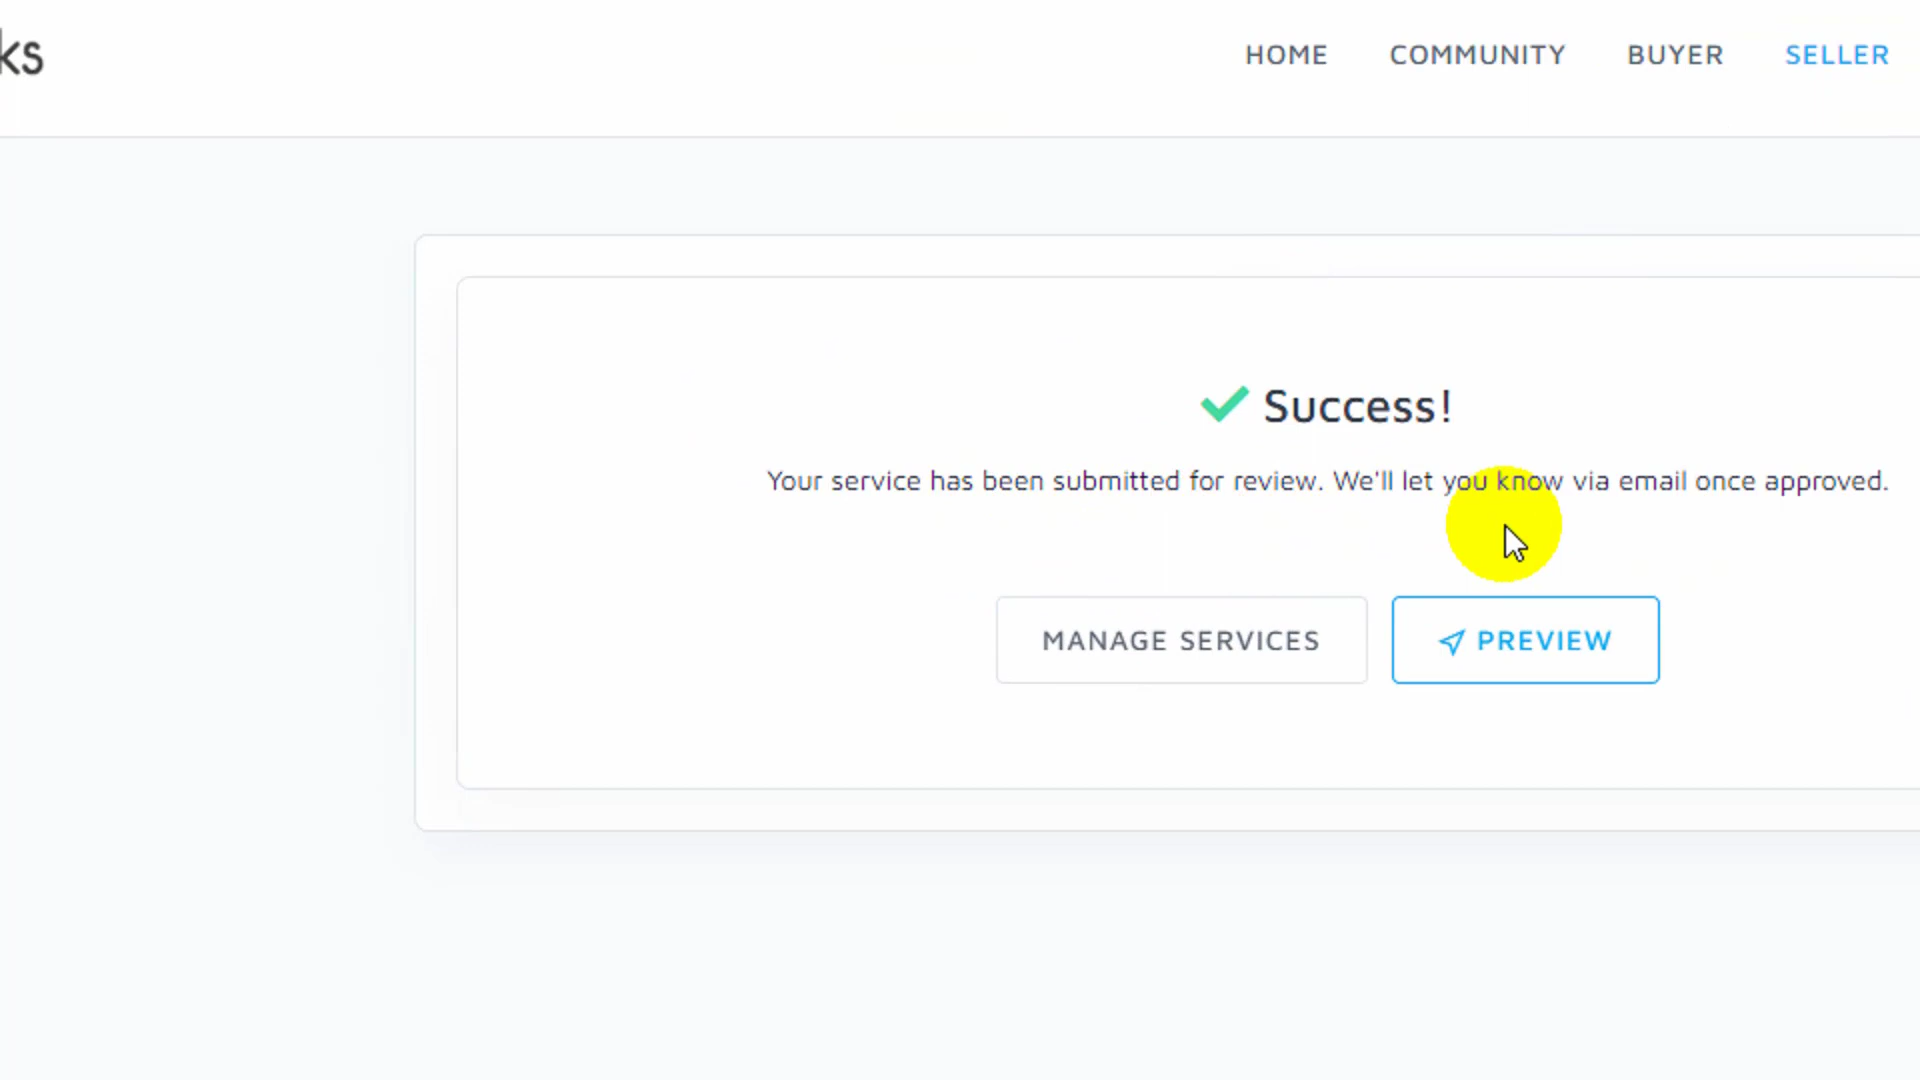 ks
HOME COMMUNITY BUYER SELLER
Success!
Your service has been submitted for review. We'll let you know via email once approved.
MANAGE SERVICES PREVIEW